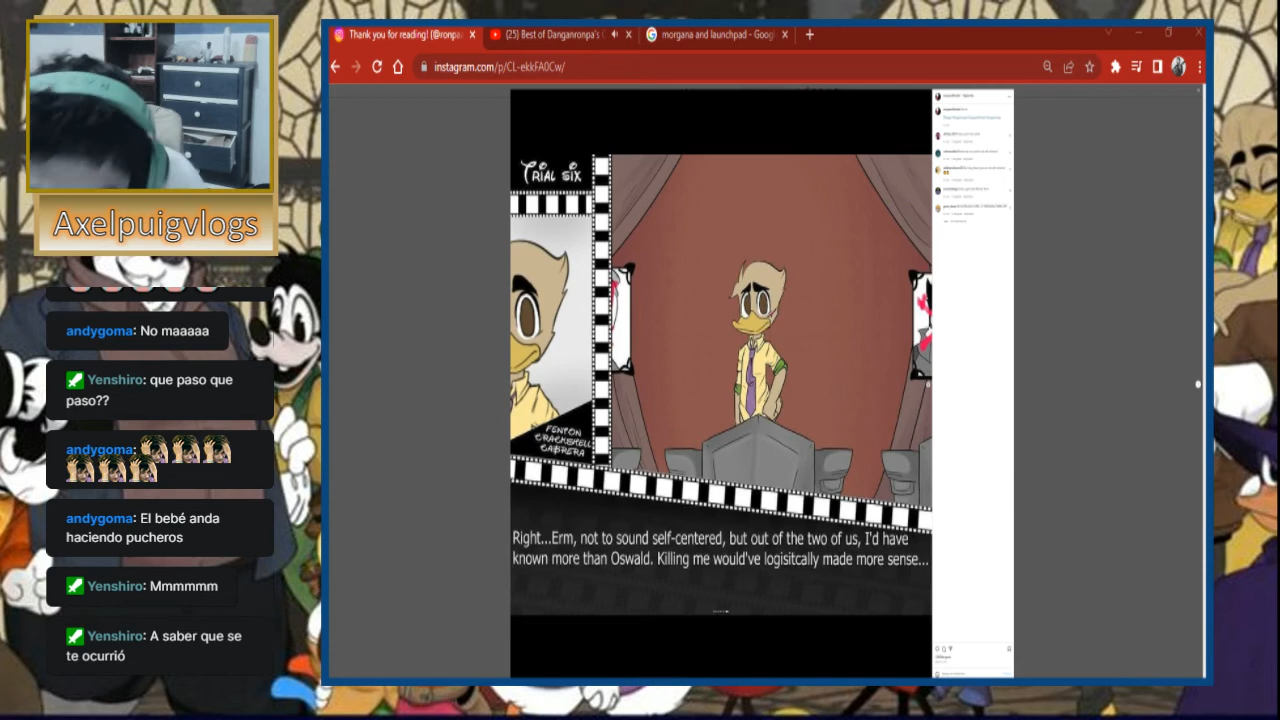 Thank you for reading! (@ronpa
(25) Best of Danganronpa's
morgana and launchpad - Googl
instagram.com/p/CL-ekkFA0Cw/
Axelpuigvlogs
andygoma: No maaaaa
Yenshiro: que paso que
paso??
andygoma:
andygoma: El bebé anda
haciendo pucheros
Yenshiro: Mmmmmm
Yenshiro: A saber que se
te ocurrió
TRIAL SIX
FENTON
CRACKSHELL
CABRERA
Right...Erm, not to sound self-centered, but out of the two of us, I'd have
known more than Oswald. Killing me would've logisitcally made more sense...